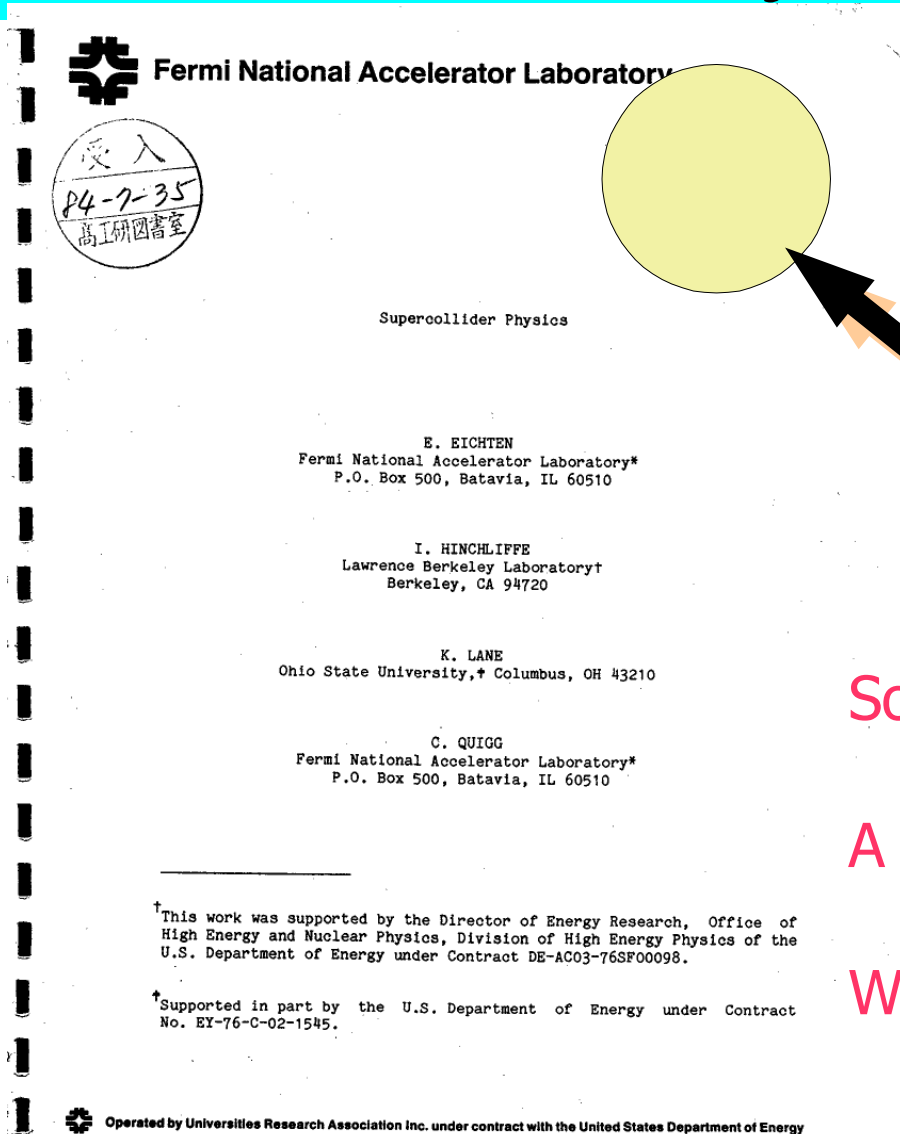 Fermi National Accelerator Laboratory
受入
84-7-35
高工研図書室
Supercollider Physics
E. EICHTEN
Fermi National Accelerator Laboratory*
P.O. Box 500, Batavia, IL 60510
I. HINCHLIFFE
Lawrence Berkeley Laboratory†
Berkeley, CA 94720
K. LANE
Ohio State University,‡ Columbus, OH 43210
C. QUIGG
Fermi National Accelerator Laboratory*
P.O. Box 500, Batavia, IL 60510
A
†This work was supported by the Director of Energy Research, Office of
High Energy and Nuclear Physics, Division of High Energy Physics of the
U.S. Department of Energy under Contract DE-AC03-76SF00098.
‡Supported in part by the U.S. Department of Energy under Contract
No. EY-76-C-02-1545.
Operated by Universities Research Association Inc. under contract with the United States Department of Energy